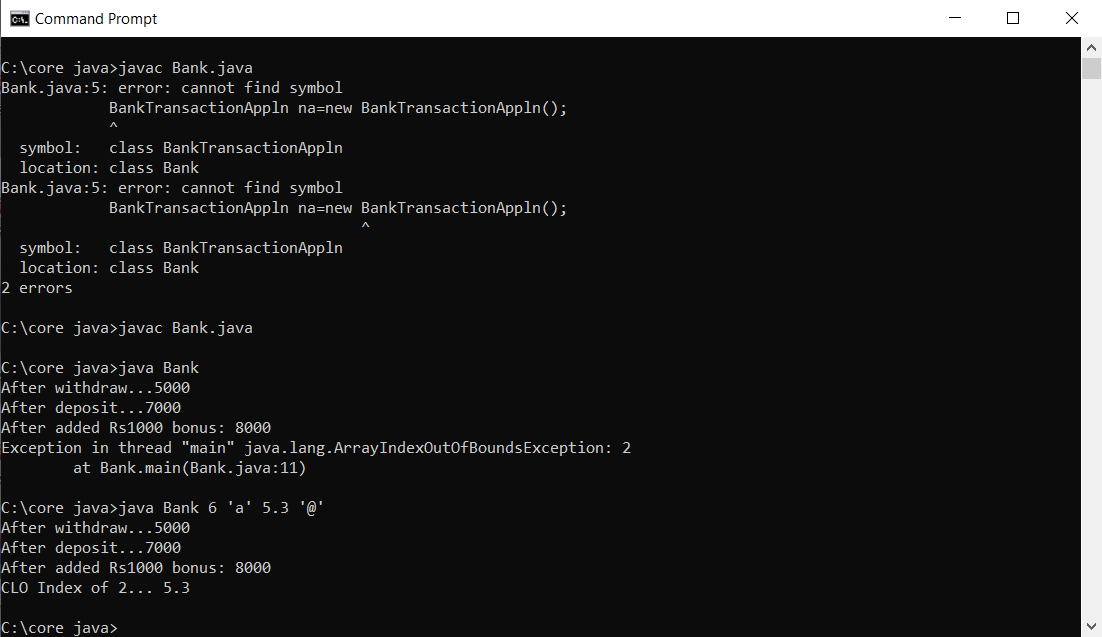 Command Prompt
C:\core java>javac Bank.java
Bank.java:5: error: cannot find symbol
            BankTransactionAppln na=new BankTransactionAppln();
            ^
  symbol:   class BankTransactionAppln
  location: class Bank
Bank.java:5: error: cannot find symbol
            BankTransactionAppln na=new BankTransactionAppln();
                                        ^
  symbol:   class BankTransactionAppln
  location: class Bank
2 errors
C:\core java>javac Bank.java
C:\core java>java Bank
After withdraw...5000
After deposit...7000
After added Rs1000 bonus: 8000
Exception in thread "main" java.lang.ArrayIndexOutOfBoundsException: 2
        at Bank.main(Bank.java:11)
C:\core java>java Bank 6 'a' 5.3 '@'
After withdraw...5000
After deposit...7000
After added Rs1000 bonus: 8000
CLO Index of 2... 5.3
C:\core java>